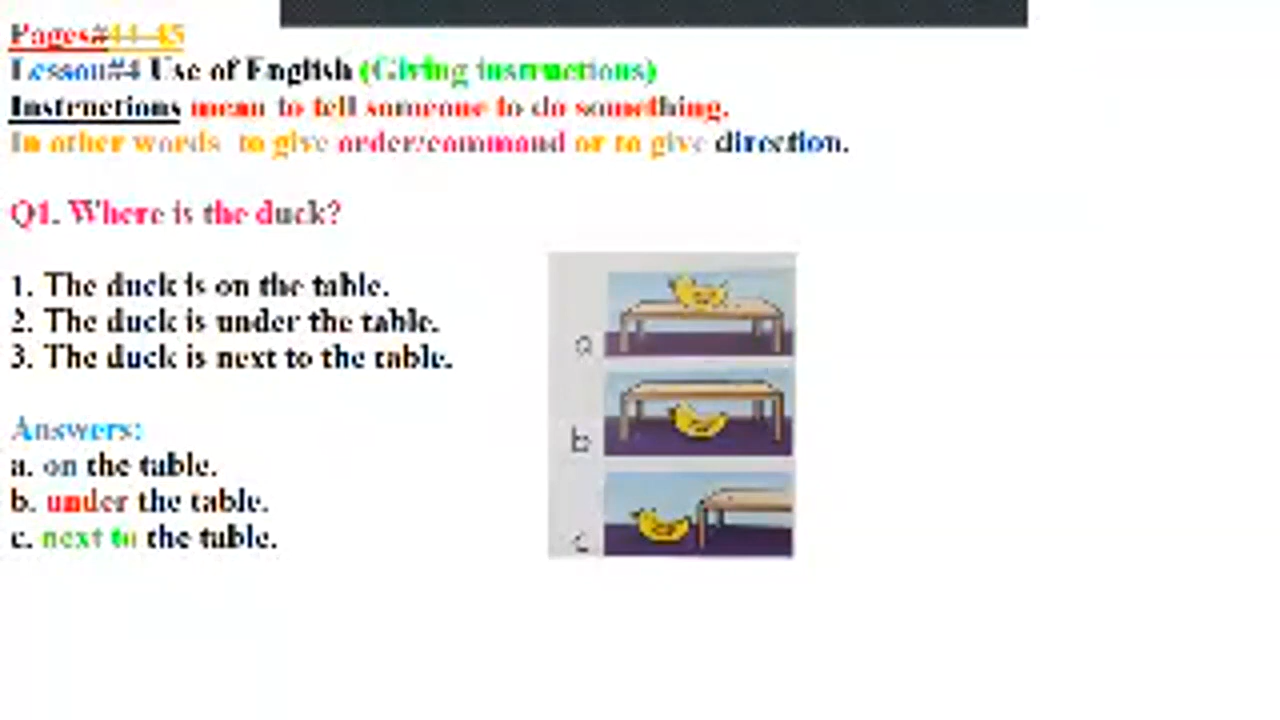 Pages#44-45
Lesson#4 Use of English (Giving instructions)
Instructions mean to tell someone to do something.
In other words to give order/command or to give direction.
Q1. Where is the duck?
1. The duck is on the table.
2. The duck is under the table.
3. The duck is next to the table.
a
b
c
Answers:
a. on the table.
b. under the table.
c. next to the table.